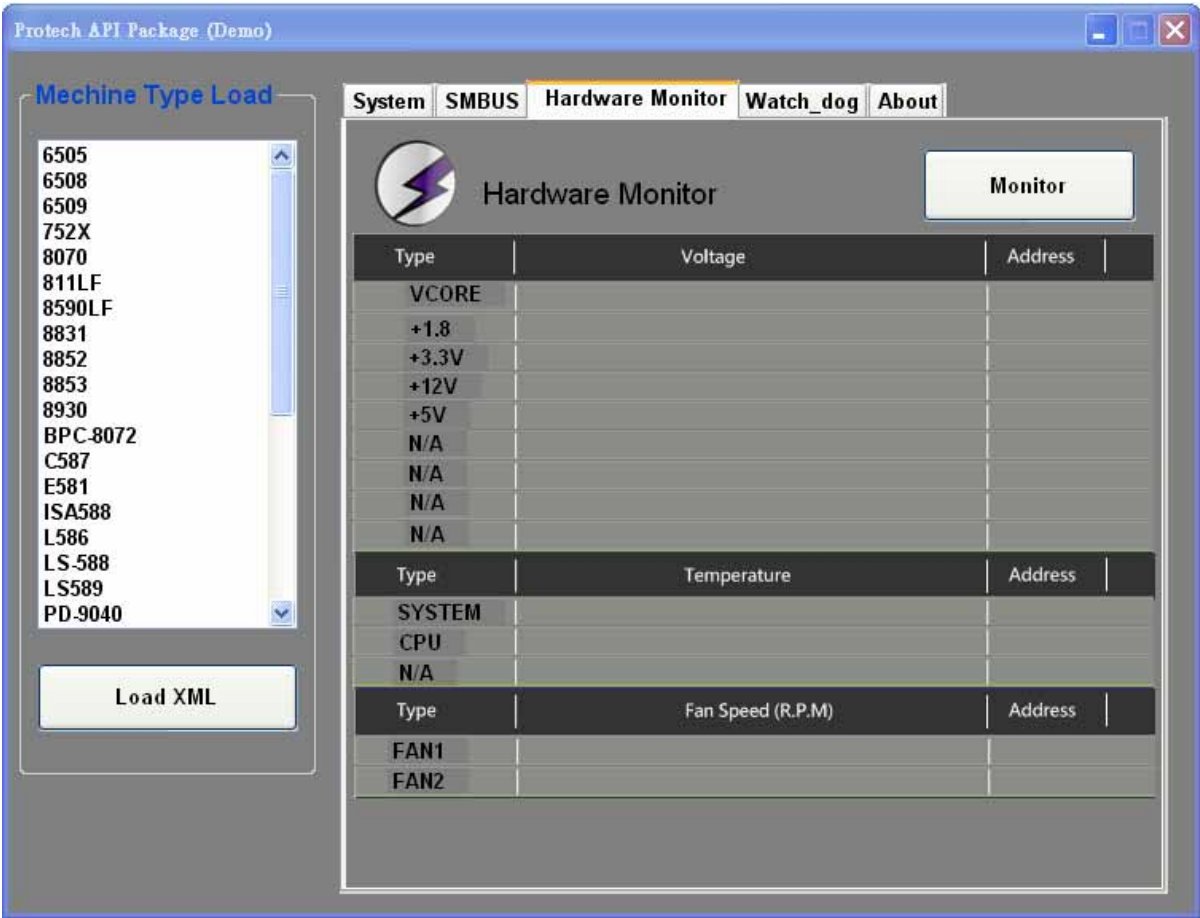 Protech API Package (Demo)
Mechine Type Load
6505
6508
6509
752X
8070
811LF
8590LF
8831
8852
8853
8930
BPC-8072
C587
E581
ISA588
L586
LS-588
LS589
PD-9040
Load XML
System SMBUS Hardware Monitor Watch_dog About
Hardware Monitor
Monitor
Type Voltage Address
VCORE
+1.8
+3.3V
+12V
+5V
N/A
N/A
N/A
N/A
Type Temperature Address
SYSTEM
CPU
N/A
Type Fan Speed (R.P.M) Address
FAN1
FAN2